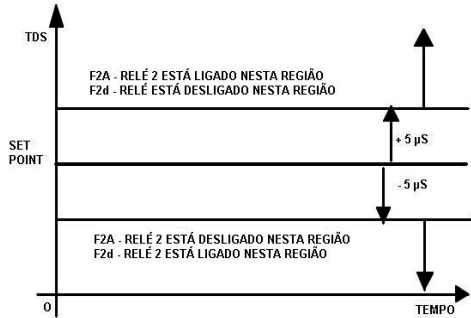 TDS
F2A - RELÉ 2 ESTÁ LIGADO NESTA REGIÃO
F2d - RELÉ ESTÁ DESLIGADO NESTA REGIÃO
+ 5 µS
SET
POINT
- 5 µS
F2A - RELÉ 2 ESTÁ DESLIGADO NESTA REGIÃO
F2d - RELÉ 2 ESTÁ LIGADO NESTA REGIÃO
O
TEMPO